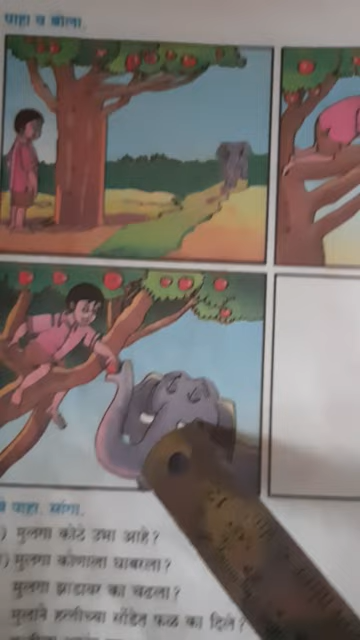 पाहा व बोला.
पाहा. सांगा.
) मुलगा कोठे उभा आहे?
) मुलगा कोणाला घाबरला?
मुलगा झाडावर का चढला?
मुलाने हत्तीच्या सोंडेत फळ का दिले?